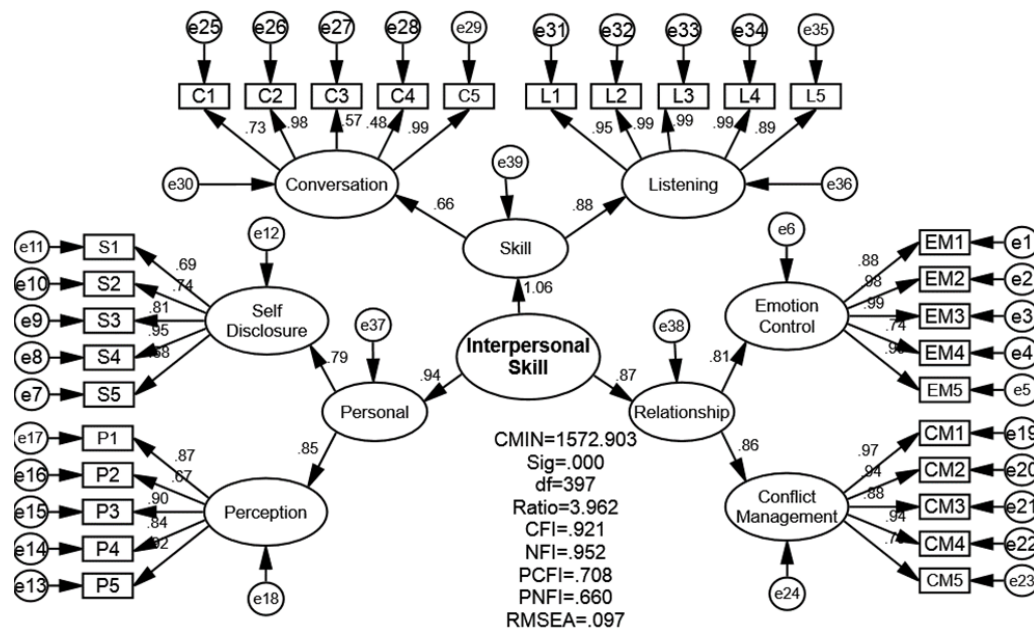 e25 e26 e27 e28 e29 e31 e32 e33 e34 e35
C1 C2 C3 C4 C5 L1 L2 L3 L4 L5
.73 .98 .57 .48 .99 .95 .99 .99 .99 .89
e30 Conversation e39 Listening e36
.66 .88
Skill
1.06
e11 S1 e12 e6 EM1 e1
e10 S2 EM2 e2
e9 S3 EM3 e3
e8 S4 EM4 e4
e7 S5 EM5 e5
.69
.74
.81
.95
Self
Disclosure
.79
e37
Personal
.94
Interpersonal
Skill
.87
e38
Relationship
.81
Emotion
Control
.88
.98
.99
.74
.85
.86
e17 P1
e16 P2
e15 P3
e14 P4
e13 P5
.87
.67
.90
.84
Perception
e18
CMIN=1572.903
Sig=.000
df=397
Ratio=3.962
CFI=.921
NFI=.952
PCFI=.708
PNFI=.660
RMSEA=.097
Conflict
Management
e24
.97
.94
.88
.94
CM1 e19
CM2 e20
CM3 e21
CM4 e22
CM5 e23